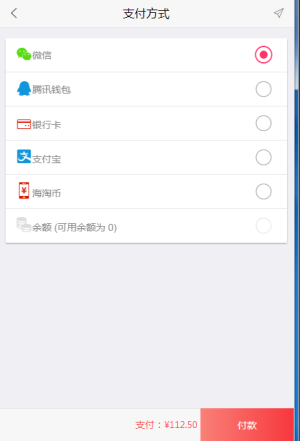 支付方式
微信
腾讯钱包
银行卡
支付宝
海淘币
余额 (可用余额为 0)
支付：¥112.50
付款